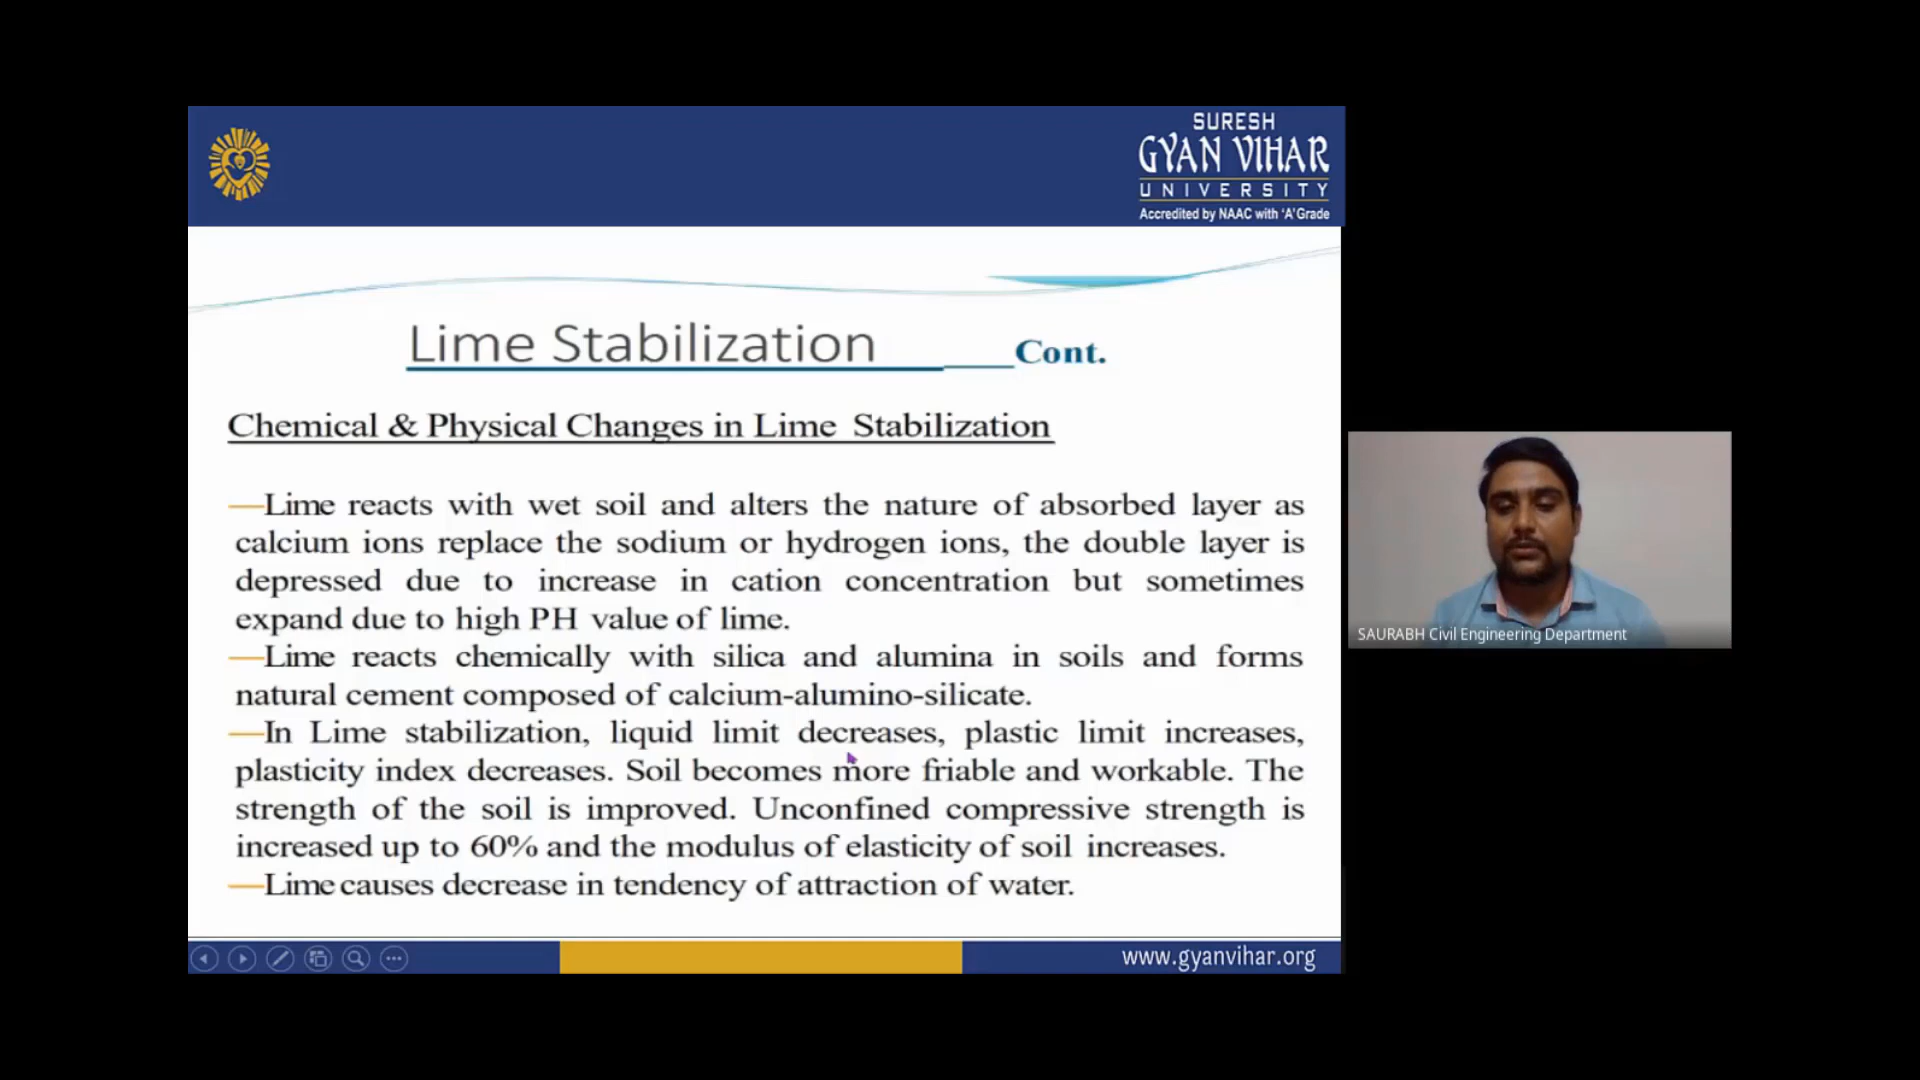 SURESH
GYAN VIHAR
UNIVERSITY
Accredited by NAAC with ‘A’Grade
Lime Stabilization Cont.
Chemical & Physical Changes in Lime Stabilization
—Lime reacts with wet soil and alters the nature of absorbed layer as
calcium ions replace the sodium or hydrogen ions, the double layer is
depressed due to increase in cation concentration but sometimes
expand due to high PH value of lime.
—Lime reacts chemically with silica and alumina in soils and forms
natural cement composed of calcium-alumino-silicate.
—In Lime stabilization, liquid limit decreases, plastic limit increases,
plasticity index decreases. Soil becomes more friable and workable. The
strength of the soil is improved. Unconfined compressive strength is
increased up to 60% and the modulus of elasticity of soil increases.
—Lime causes decrease in tendency of attraction of water.
www.gyanvihar.org
SAURABH Civil Engineering Department